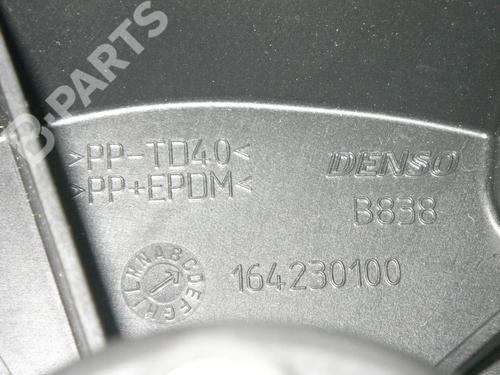 B-PARTS
>PP-TD40<
>PP+EPDM<
DENSO
B838
164230100